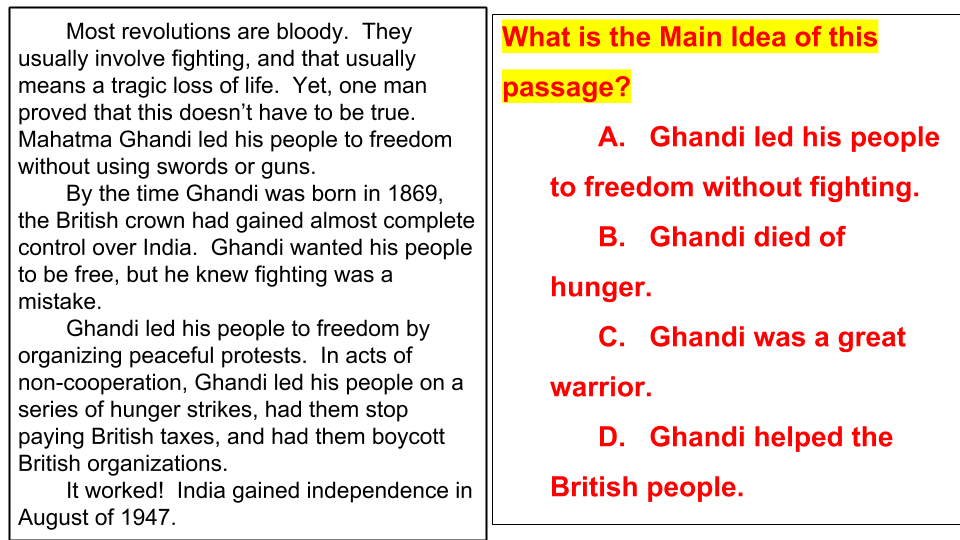 Most revolutions are bloody.  They
usually involve fighting, and that usually
means a tragic loss of life.  Yet, one man
proved that this doesn’t have to be true.
Mahatma Ghandi led his people to freedom
without using swords or guns.
By the time Ghandi was born in 1869,
the British crown had gained almost complete
control over India.  Ghandi wanted his people
to be free, but he knew fighting was a
mistake.
Ghandi led his people to freedom by
organizing peaceful protests.  In acts of
non-cooperation, Ghandi led his people on a
series of hunger strikes, had them stop
paying British taxes, and had them boycott
British organizations.
It worked!  India gained independence in
August of 1947.
What is the Main Idea of this
passage?
A. Ghandi led his people
to freedom without fighting.
B. Ghandi died of
hunger.
C. Ghandi was a great
warrior.
D. Ghandi helped the
British people.